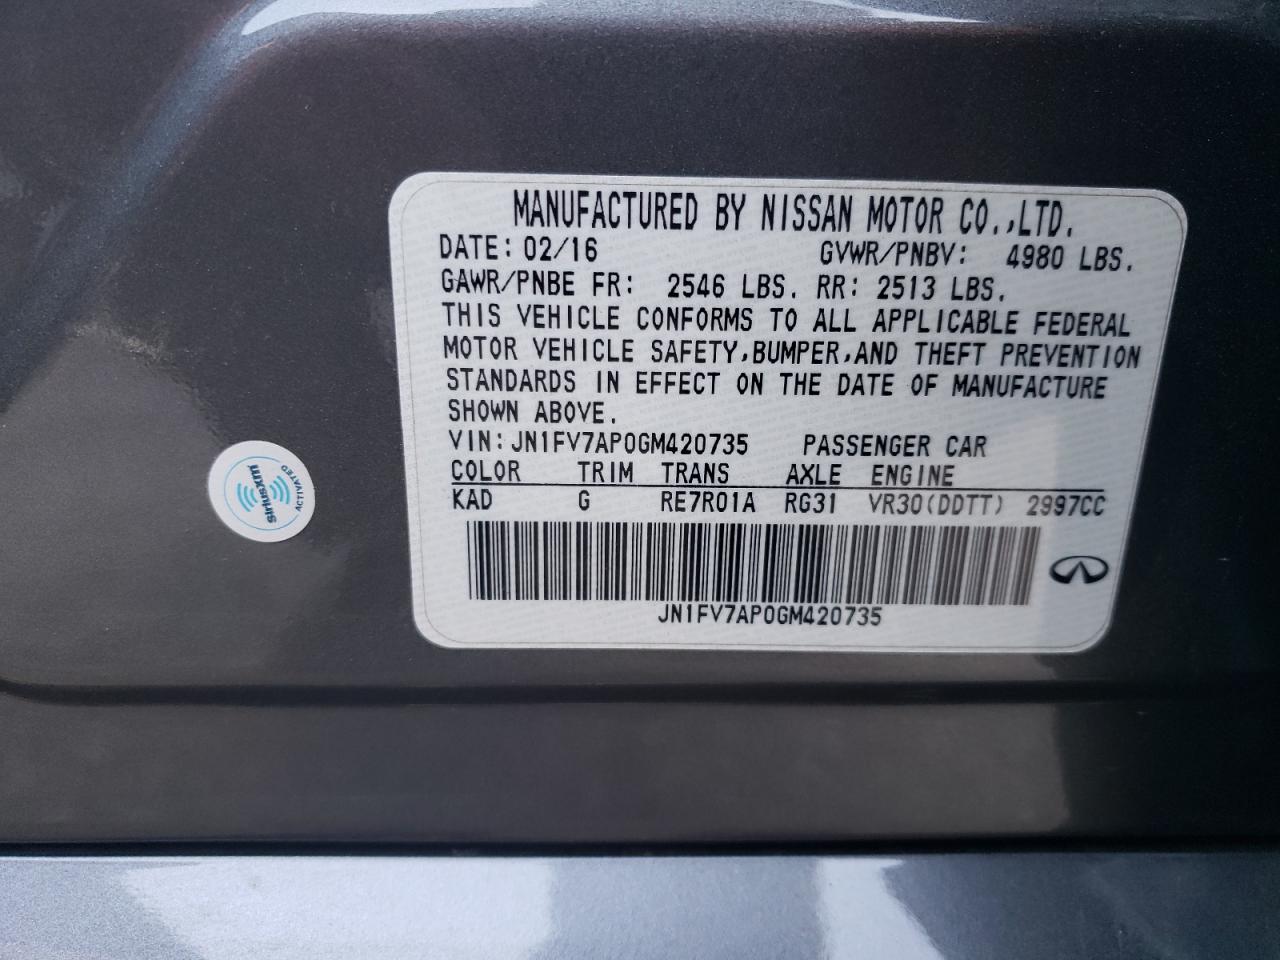 MANUFACTURED BY NISSAN MOTOR CO.,LTD.
DATE: 02/16 GVWR/PNBV: 4980 LBS.
GAWR/PNBE FR: 2546 LBS. RR: 2513 LBS.
THIS VEHICLE CONFORMS TO ALL APPLICABLE FEDERAL
MOTOR VEHICLE SAFETY,BUMPER,AND THEFT PREVENTION
STANDARDS IN EFFECT ON THE DATE OF MANUFACTURE
SHOWN ABOVE.
VIN: JN1FV7AP0GM420735 PASSENGER CAR
COLOR TRIM TRANS AXLE ENGINE
KAD G RE7R01A RG31 VR30(DDTT) 2997CC
JN1FV7AP0GM420735
siriusxm
ACTIVATED